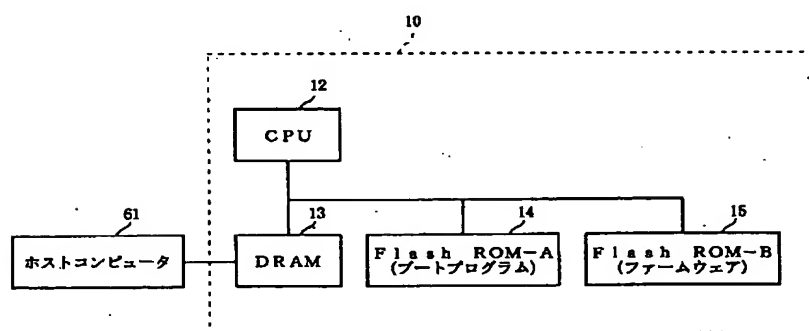 10
12
CPU
61
13
14
15
ホストコンピュータ
DRAM
Flash ROM-A
(ブートプログラム)
Flash ROM-B
(ファームウェア)